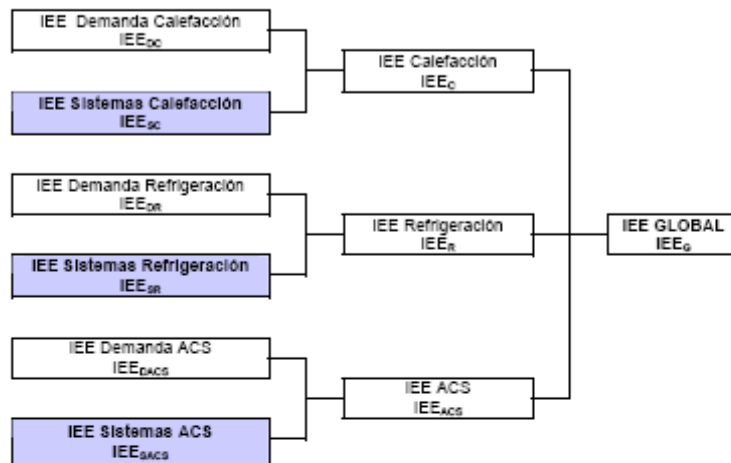 IEE Demanda Calefacción
IEE_DC
IEE Sistemas Calefacción
IEE_SC
IEE Calefacción
IEE_C
IEE Demanda Refrigeración
IEE_DR
IEE Sistemas Refrigeración
IEE_SR
IEE Refrigeración
IEE_R
IEE GLOBAL
IEE_G
IEE Demanda ACS
IEE_DACS
IEE Sistemas ACS
IEE_SACS
IEE ACS
IEE_ACS